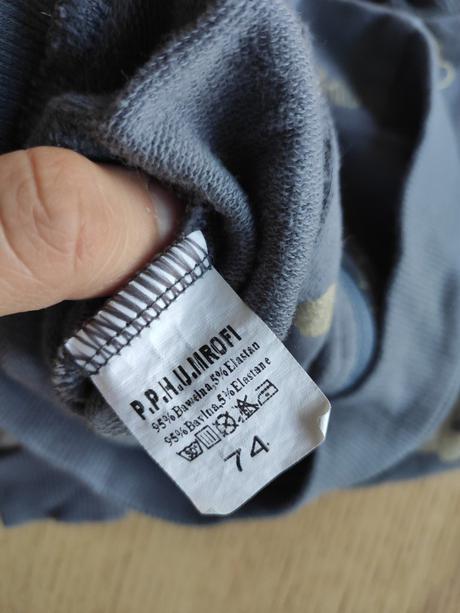 P.P.H.U.MROFI
95%Bawełna,5%Elastan
95%Bavlna,5%Elastane
74